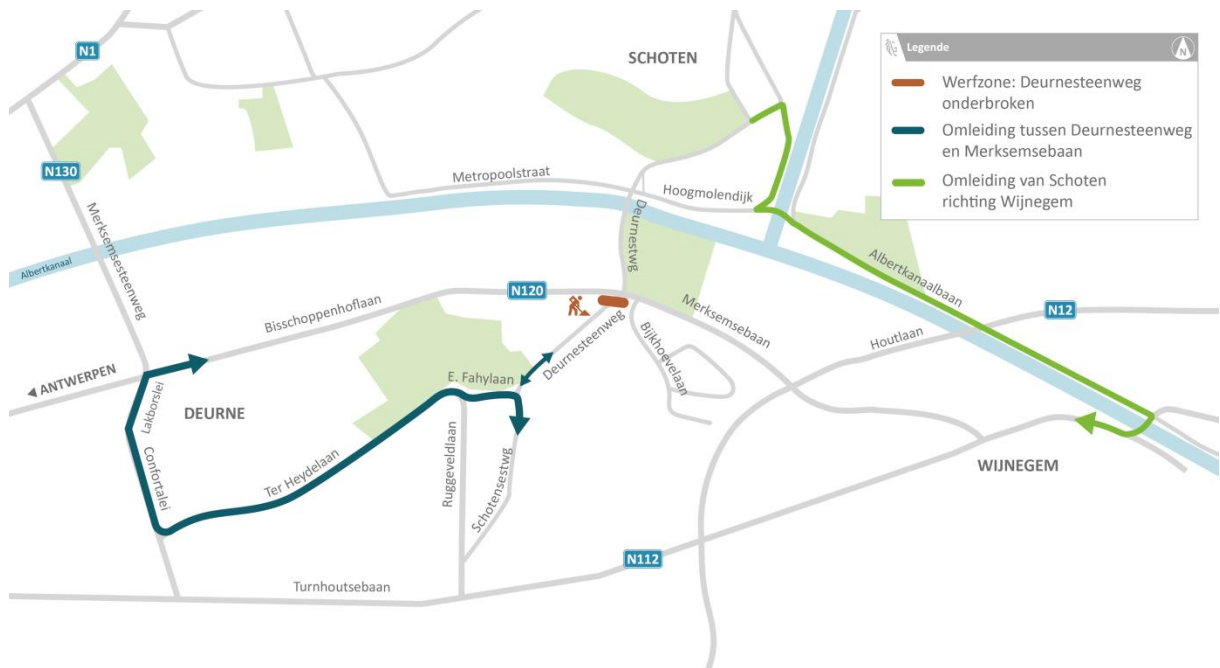 N1
SCHOTEN
Legende
N
Werfzone: Deurnesteenweg
onderbroken
Omleiding tussen Deurnesteenweg
en Merksemsebaan
Omleiding van Schoten
richting Wijnegem
N130
Metropoolstraat
Hoogmolendijk
Merksemsesteenweg
Deurnestwg
Albertkanaal
Albertkanaalbaan
N120
Bisschoppenhoflaan
Merksemsebaan
N12
Houtlaan
Deurnesteenweg
Bijkhoevelaan
ANTWERPEN
E. Fahylaan
DEURNE
Lakborslei
Confortalei
Ter Heydelaan
Ruggeveldlaan
Schotensestwg
WIJNEGEM
N112
Turnhoutsebaan